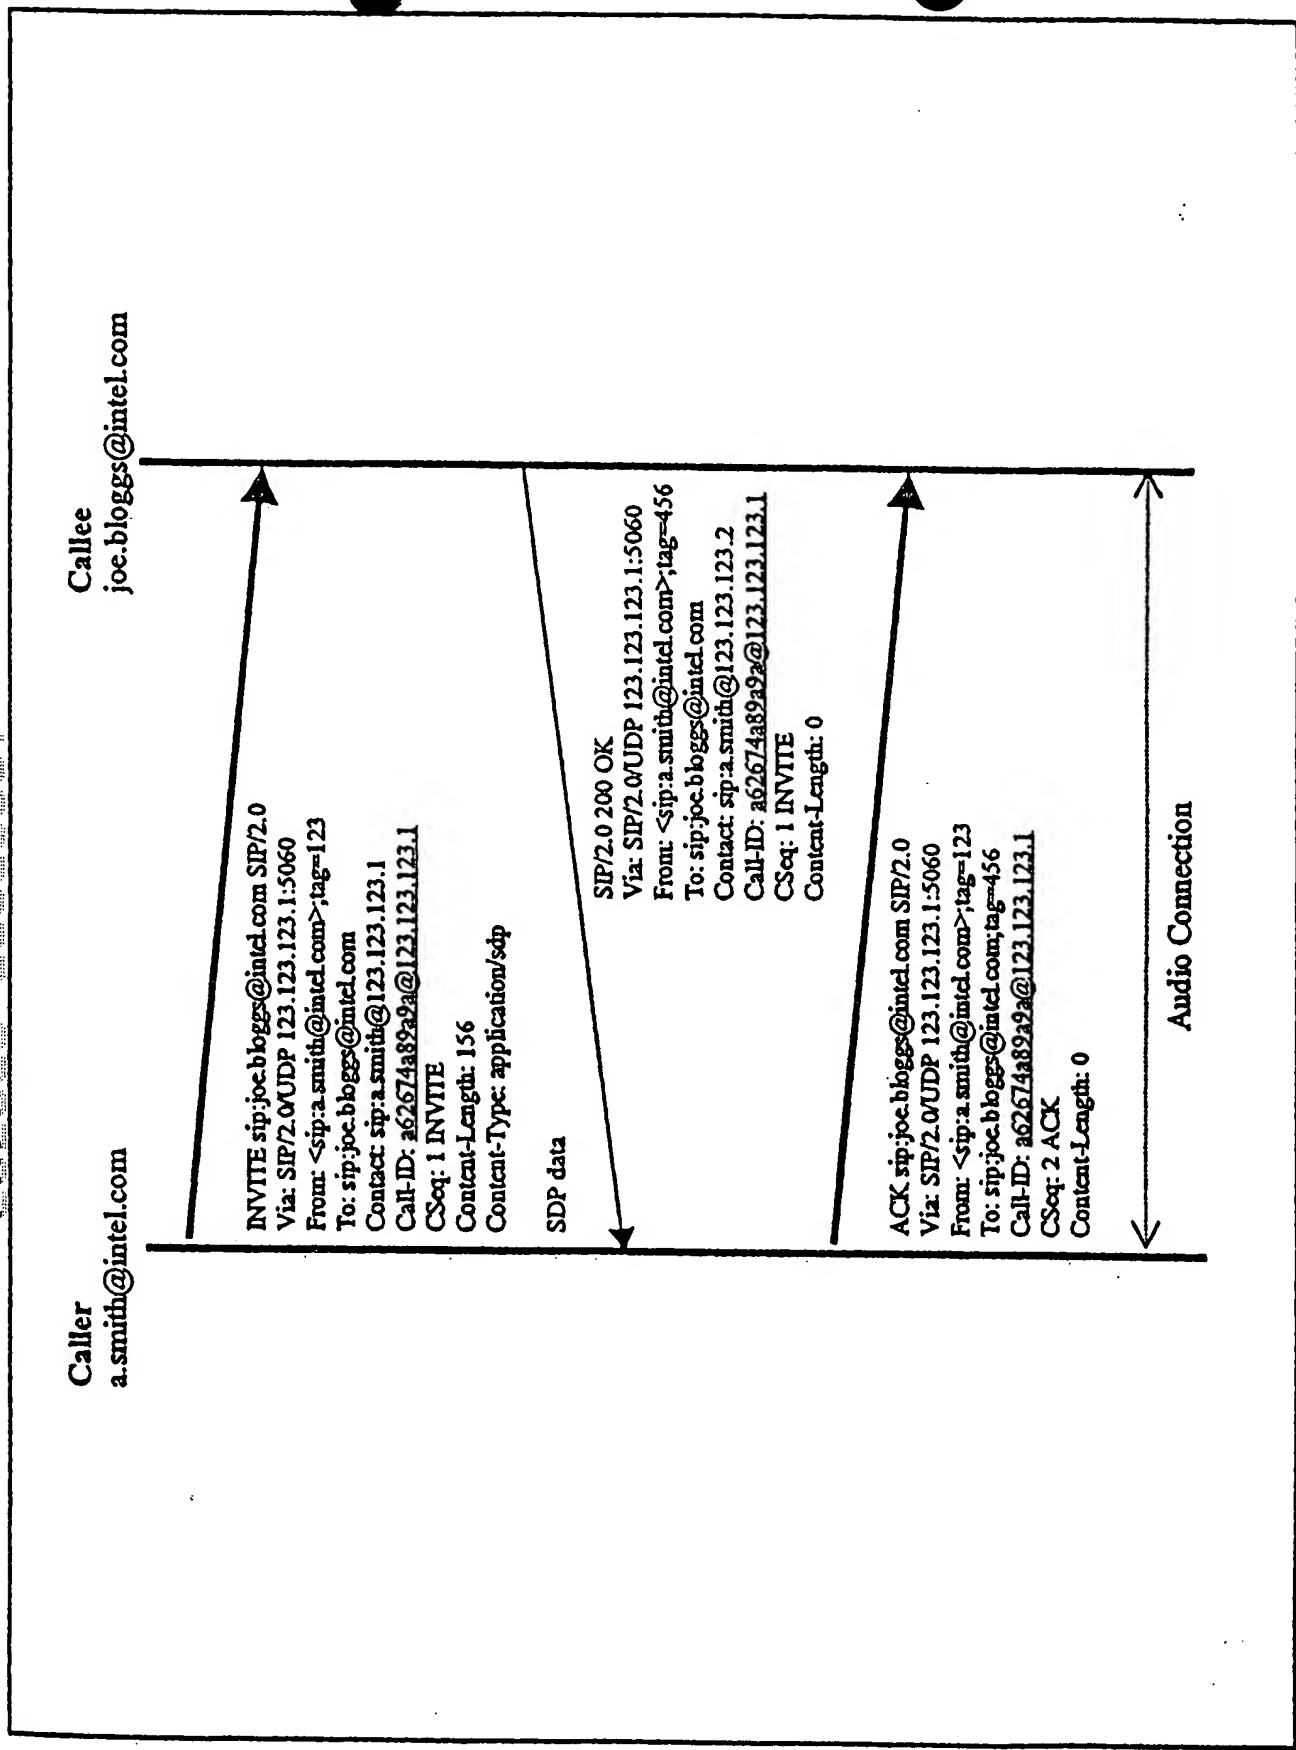 Caller
a.smith@intel.com
Callee
joe.bloggs@intel.com
INVITE sip:joe.bloggs@intel.com SIP/2.0
Via: SIP/2.0/UDP 123.123.123.1:5060
From: <sip:a.smith@intel.com>;tag=123
To: sip:joe.bloggs@intel.com
Contact: sip:a.smith@123.123.123.1
Call-ID: a62674a89a9a@123.123.123.1
CSeq: 1 INVITE
Content-Length: 156
Content-Type: application/sdp
SDP data
SIP/2.0 200 OK
Via: SIP/2.0/UDP 123.123.123.1:5060
From: <sip:a.smith@intel.com>;tag=456
To: sip:joe.bloggs@intel.com
Contact: sip:a.smith@123.123.123.2
Call-ID: a62674a89a9a@123.123.123.1
CSeq: 1 INVITE
Content-Length: 0
ACK sip:joe.bloggs@intel.com SIP/2.0
Via: SIP/2.0/UDP 123.123.123.1:5060
From: <sip:a.smith@intel.com>;tag=123
To: sip:joe.bloggs@intel.com;tag=456
Call-ID: a62674a89a9a@123.123.123.1
CSeq: 2 ACK
Content-Length: 0
Audio Connection